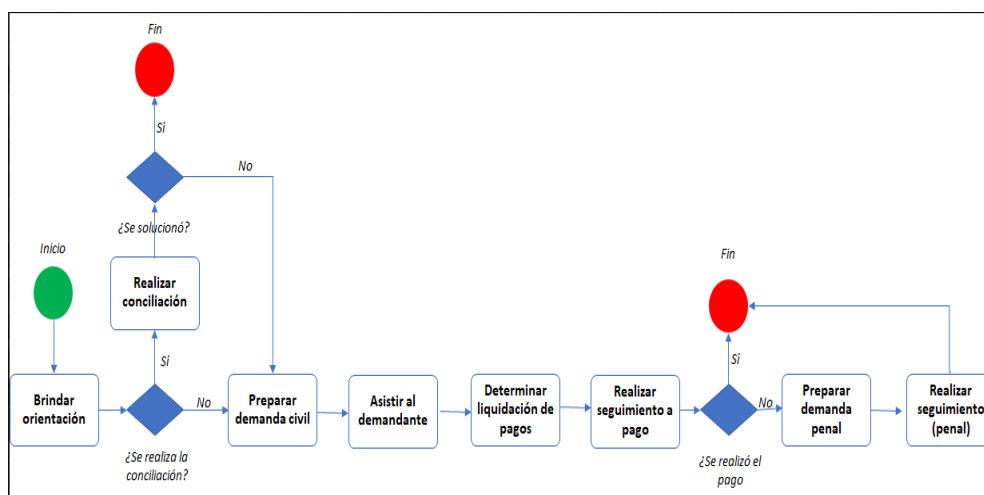 Fin
Sí
No
¿Se solucionó?
Inicio
Realizar
conciliación
Sí
Brindar
orientación
No
¿Se realiza la
conciliación?
Preparar
demanda civil
Asistir al
demandante
Determinar
liquidación de
pagos
Realizar
seguimiento a
pago
Fin
Sí
No
¿Se realizó el
pago
Preparar
demanda
penal
Realizar
seguimiento
(penal)